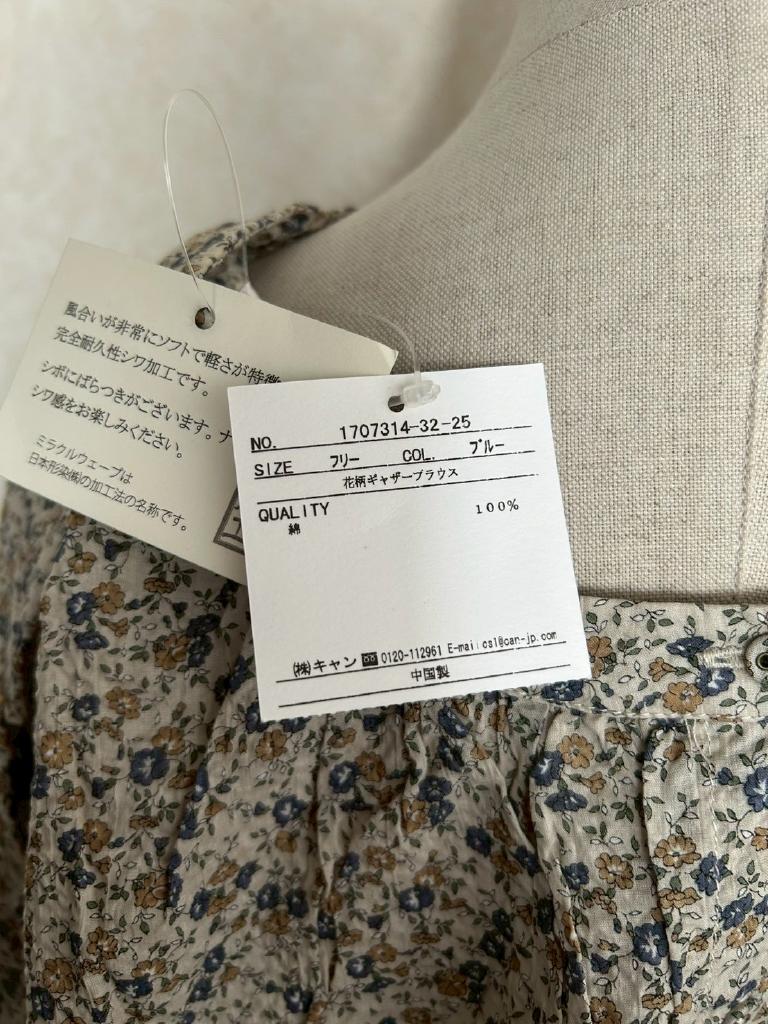 風合いが非常にソフトで軽さが特徴
完全耐久性シワ加工です。
シボにばらつきがございます。ナ
シワ感をお楽しみください。
ミラクルウェーブは
日本形染㈱の加工法の名称です。
NO. 1707314-32-25
SIZE フリー COL. ブルー
花柄ギャザーブラウス
QUALITY 100%
綿
(株)キャン 0120-112961 E-mail:csl@can-jp.com
中国製